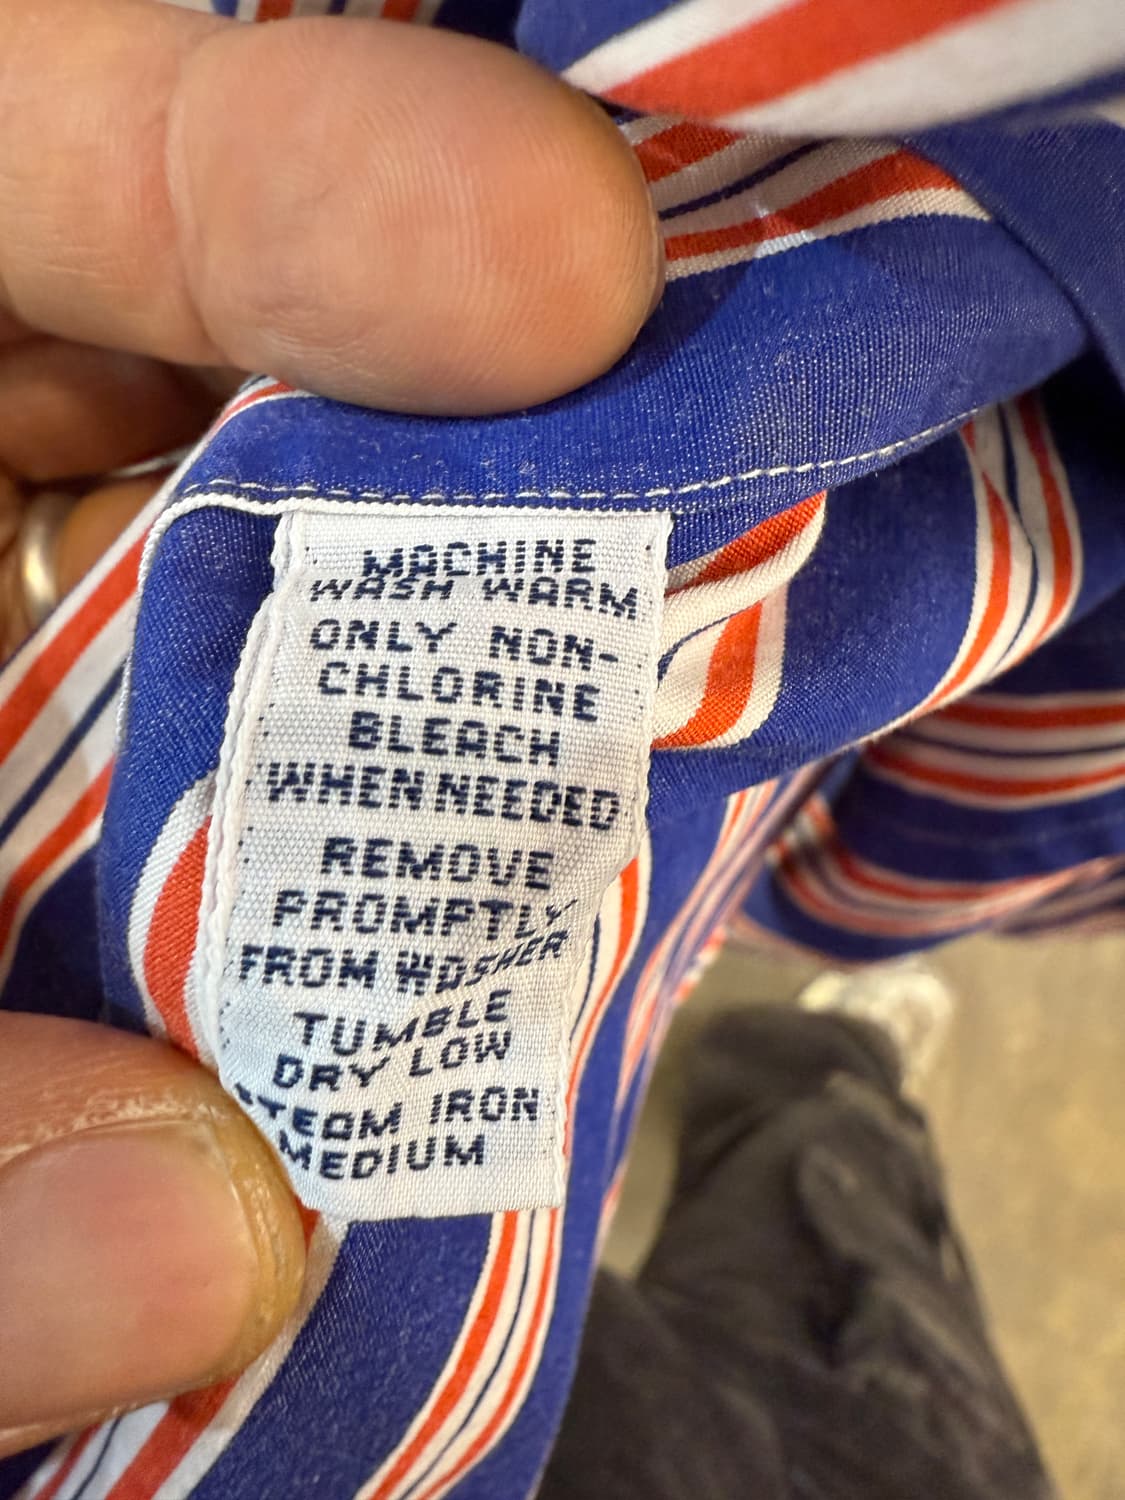 MACHINE
WASH WARM
ONLY NON-
CHLORINE
BLEACH
WHEN NEEDED
REMOVE
PROMPTLY
FROM WASHER
TUMBLE
DRY LOW
STEAM IRON
MEDIUM